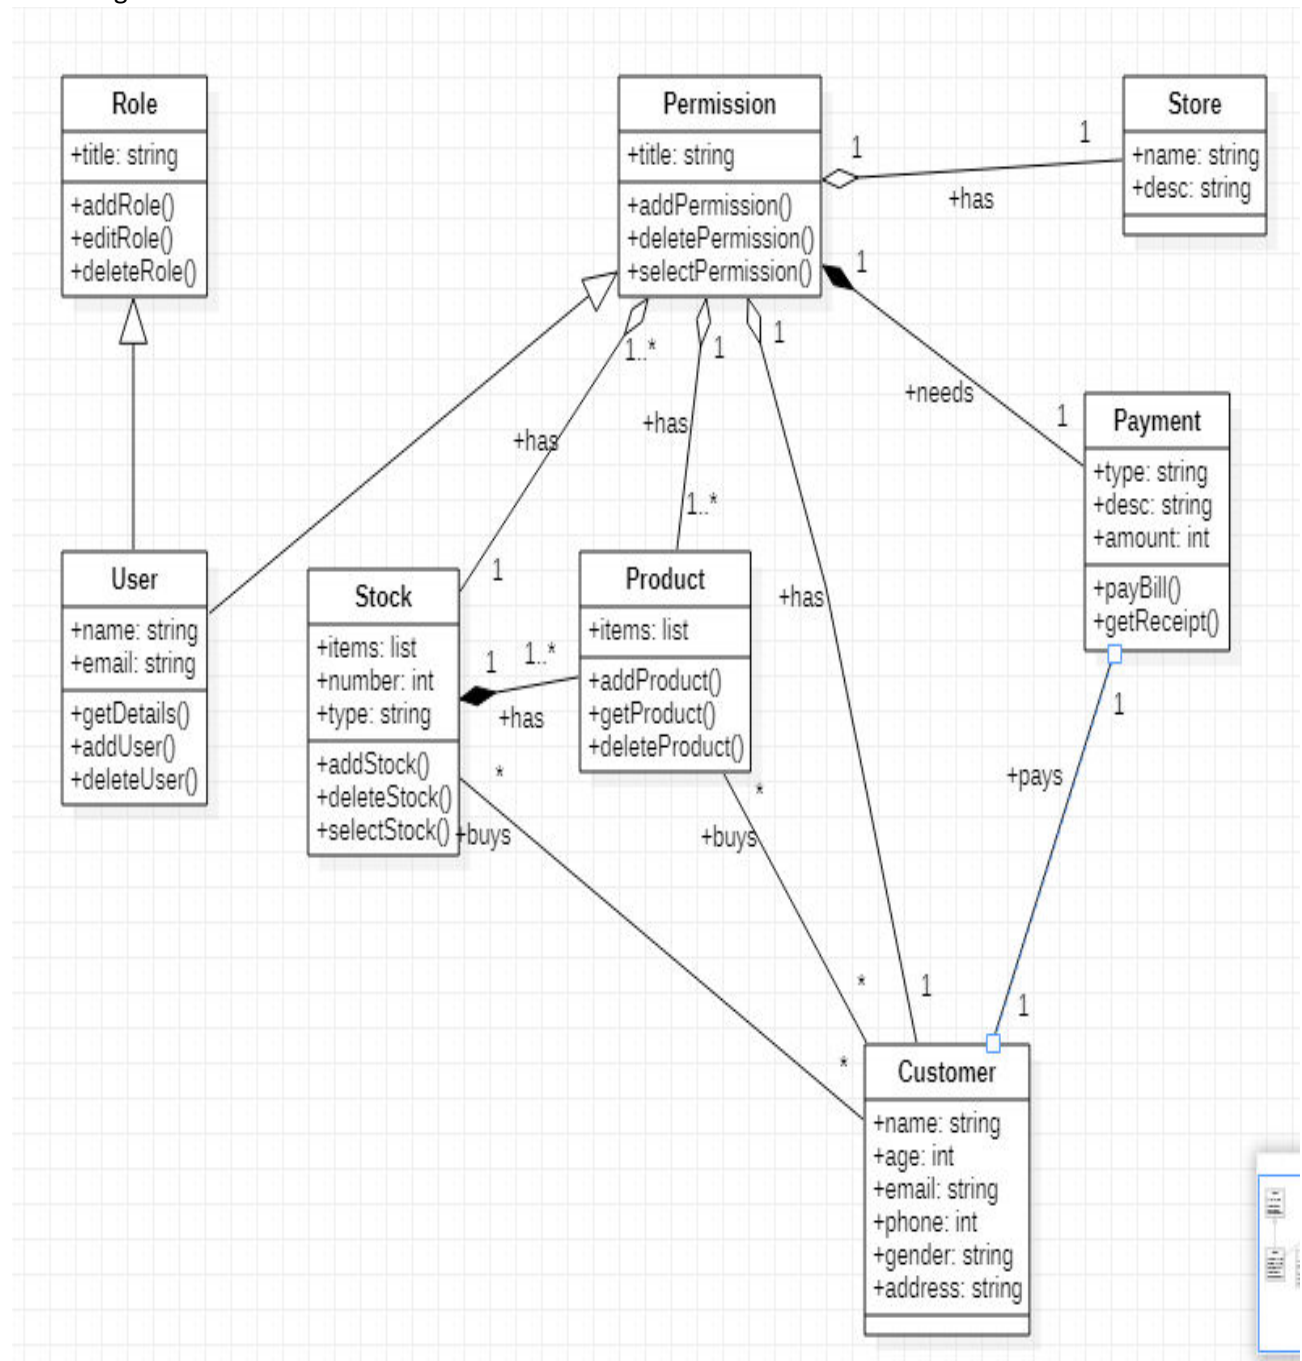 Role
+title: string
+addRole()
+editRole()
+deleteRole()
Permission
+title: string
+addPermission()
+deletePermission()
+selectPermission()
Store
+name: string
+desc: string
1
1
+has
1
+needs
1
1..*
1
1
+has
+has
1..*
+has
1
Payment
+type: string
+desc: string
+amount: int
+payBill()
+getReceipt()
User
+name: string
+email: string
+getDetails()
+addUser()
+deleteUser()
Stock
+items: list
+number: int
+type: string
+addStock()
+deleteStock()
+selectStock()
1
1..*
+has
Product
+items: list
+addProduct()
+getProduct()
+deleteProduct()
*
+buys
*
+buys
1
+pays
*
1
1
*
Customer
+name: string
+age: int
+email: string
+phone: int
+gender: string
+address: string